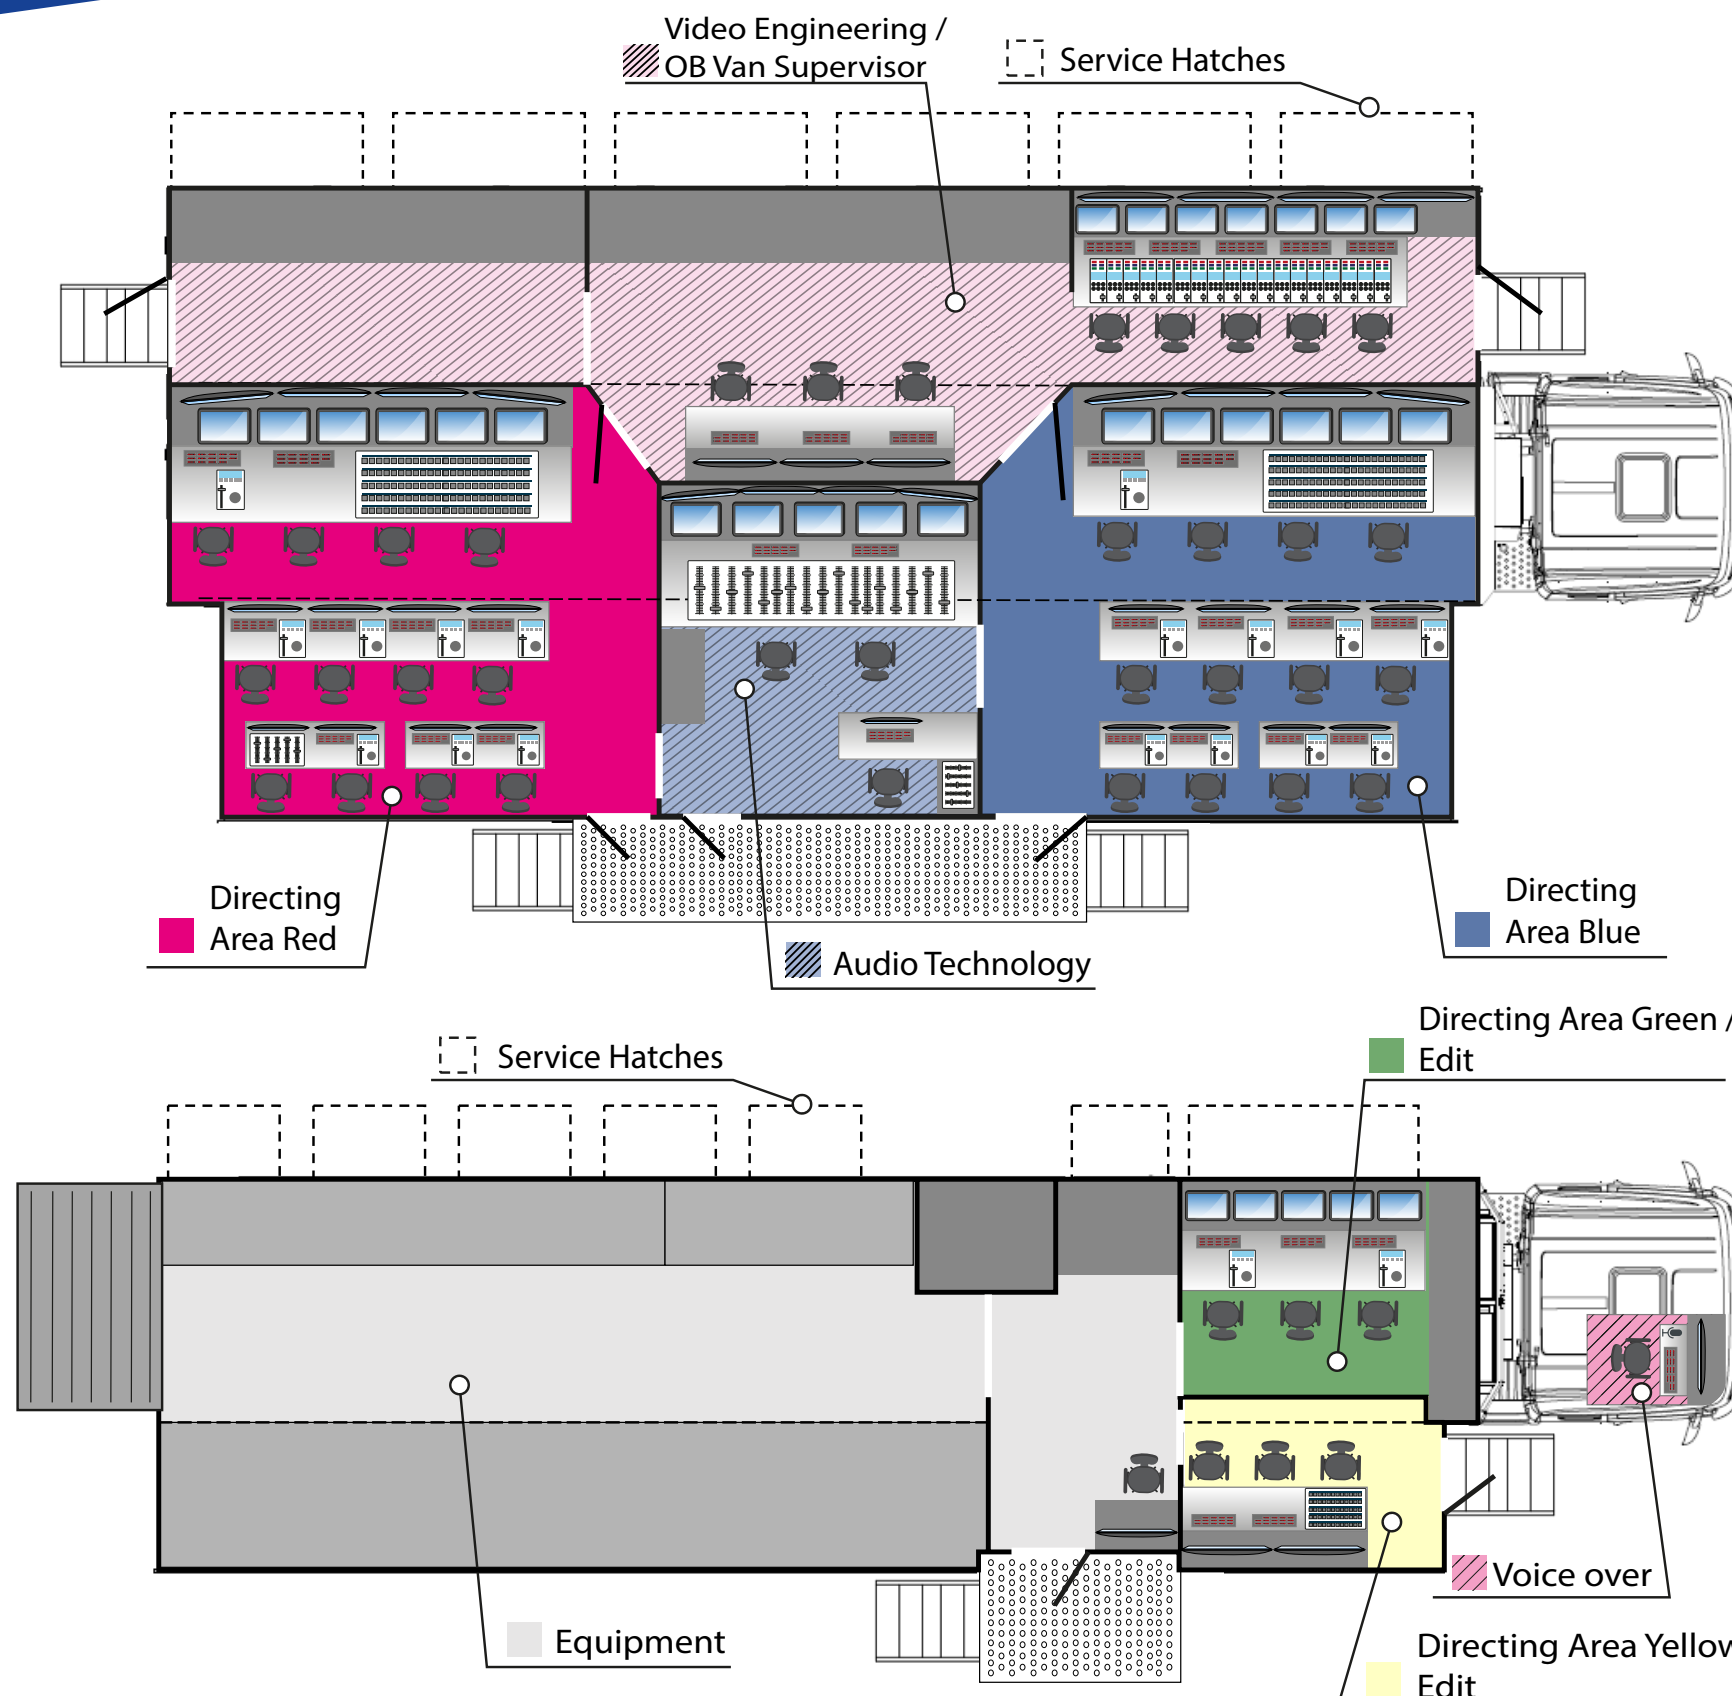 Video Engineering /
OB Van Supervisor
Service Hatches
Directing
Area Red
Audio Technology
Directing
Area Blue
Service Hatches
Directing Area Green /
Edit
Equipment
Voice over
Directing Area Yellow
Edit